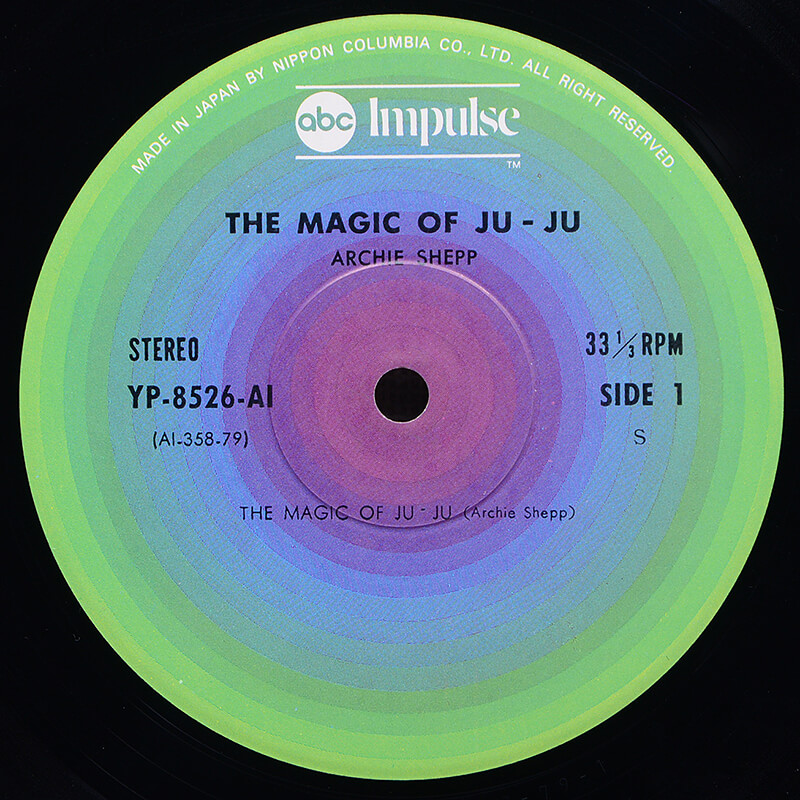 MADE IN JAPAN BY NIPPON COLUMBIA CO., LTD. ALL RIGHT RESERVED.
abc Impulse
TM
THE MAGIC OF JU - JU
ARCHIE SHEPP
STEREO
33 1/3 RPM
YP-8526-AI
SIDE 1
(AI-358-79)
S
THE MAGIC OF JU - JU (Archie Shepp)